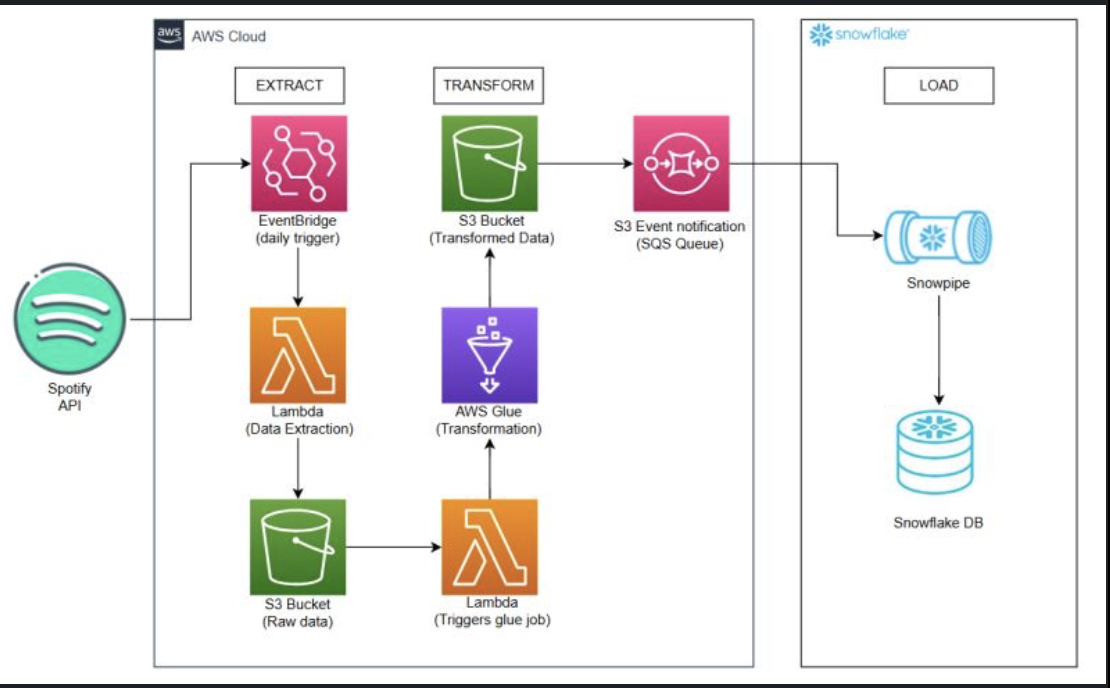 aws
AWS Cloud
snowflake
EXTRACT
TRANSFORM
LOAD
EventBridge
(daily trigger)
S3 Bucket
(Transformed Data)
S3 Event notification
(SQS Queue)
Snowpipe
Spotify
API
Lambda
(Data Extraction)
AWS Glue
(Transformation)
Snowflake DB
S3 Bucket
(Raw data)
Lambda
(Triggers glue job)